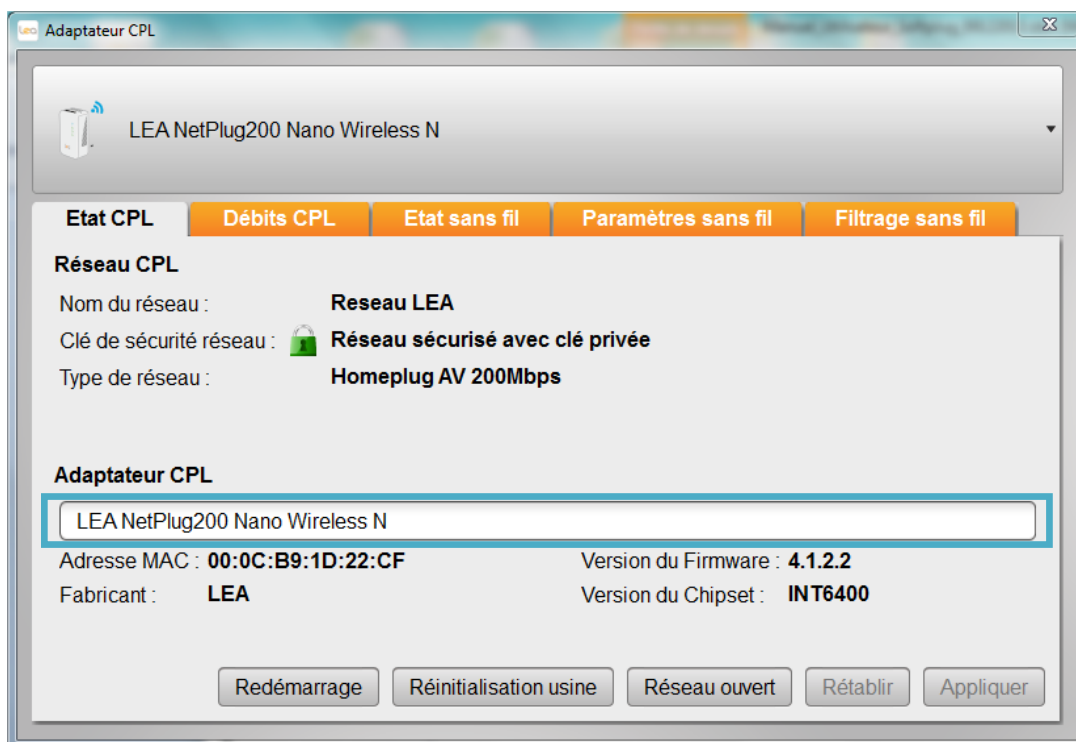 Leo Adaptateur CPL
LEA NetPlug200 Nano Wireless N
Etat CPL Débits CPL Etat sans fil Paramètres sans fil Filtrage sans fil
Réseau CPL
Nom du réseau : Reseau LEA
Clé de sécurité réseau : Réseau sécurisé avec clé privée
Type de réseau : Homeplug AV 200Mbps
Adaptateur CPL
LEA NetPlug200 Nano Wireless N
Adresse MAC : 00:0C:B9:1D:22:CF Version du Firmware : 4.1.2.2
Fabricant : LEA Version du Chipset : INT6400
Redémarrage Réinitialisation usine Réseau ouvert Rétablir Appliquer